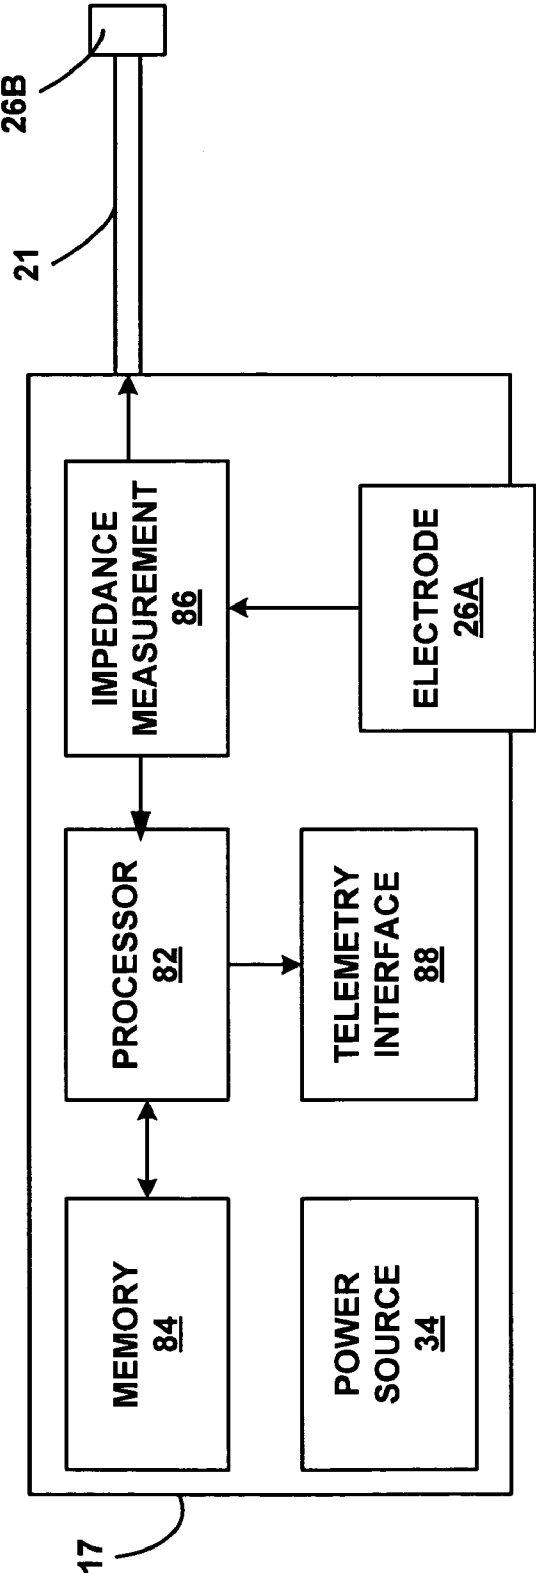 17
MEMORY
84
PROCESSOR
82
IMPEDANCE
MEASUREMENT
86
21
26B
POWER
SOURCE
34
TELEMETRY
INTERFACE
88
ELECTRODE
26A